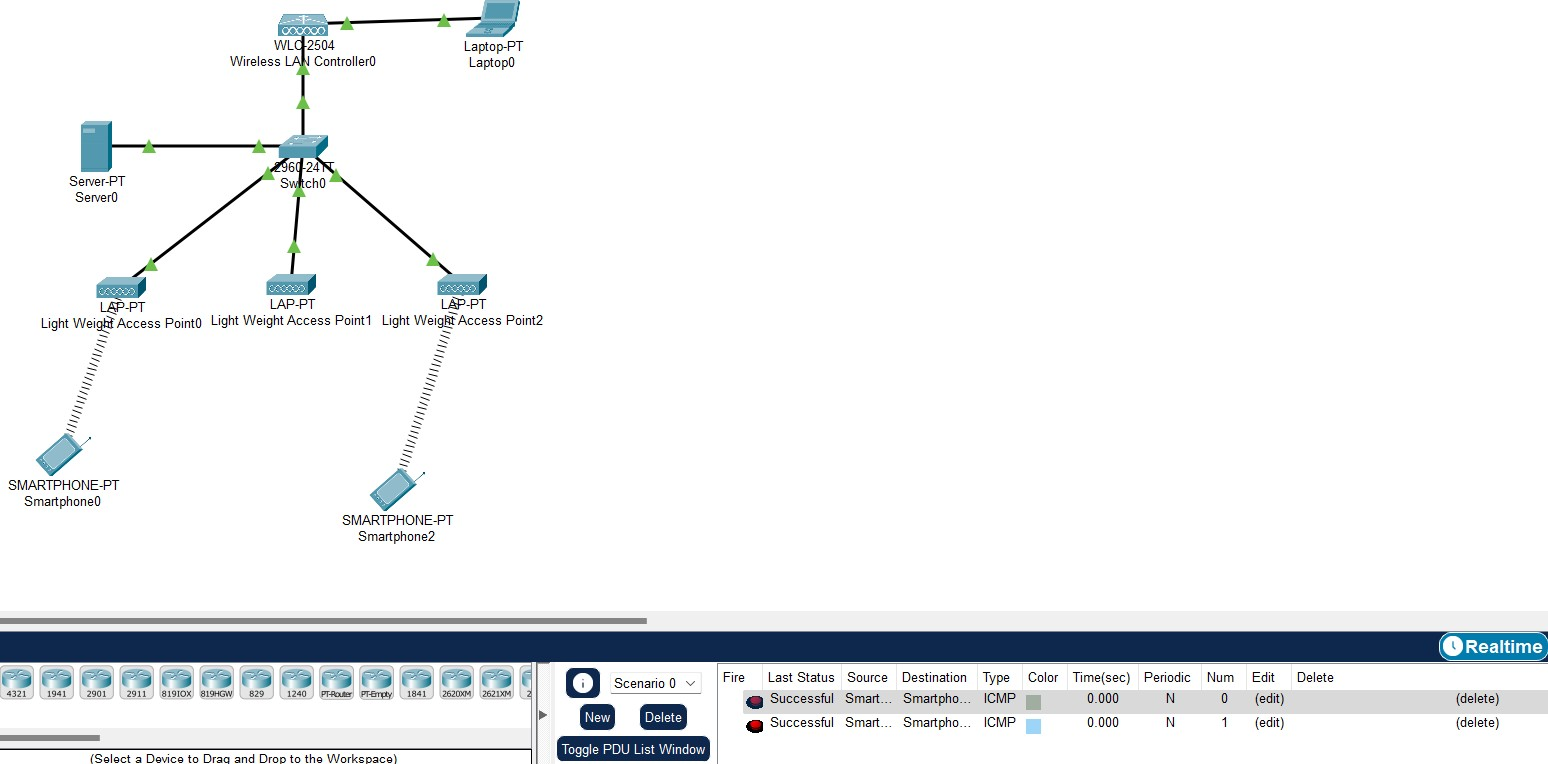 WLC-2504
Wireless LAN Controller0
Laptop-PT
Laptop0
2960-24TT
Switch0
Server-PT
Server0
LAP-PT
Light Weight Access Point0
LAP-PT
Light Weight Access Point1
LAP-PT
Light Weight Access Point2
SMARTPHONE-PT
Smartphone0
SMARTPHONE-PT
Smartphone2
Realtime
4321 1941 2901 2911 819IOX 819HGW 829 1240 PT-Router PT-Empty 1841 2620XM 2621XM 2
(Select a Device to Drag and Drop to the Workspace)
Scenario 0
New Delete
Toggle PDU List Window
Fire Last Status Source Destination Type Color Time(sec) Periodic Num Edit Delete
Successful Smart... Smartpho... ICMP 0.000 N 0 (edit) (delete)
Successful Smart... Smartpho... ICMP 0.000 N 1 (edit) (delete)